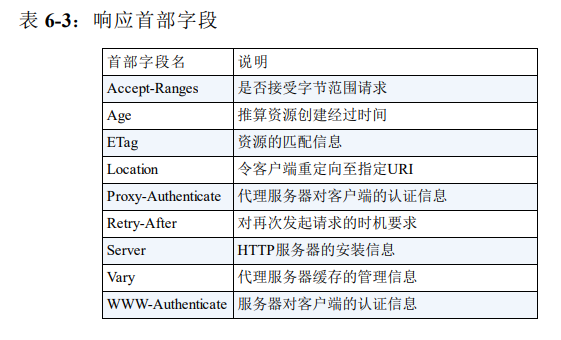 表 6-3：响应首部字段
首部字段名 说明
Accept-Ranges 是否接受字节范围请求
Age 推算资源创建经过时间
ETag 资源的匹配信息
Location 令客户端重定向至指定URI
Proxy-Authenticate 代理服务器对客户端的认证信息
Retry-After 对再次发起请求的时机要求
Server HTTP服务器的安装信息
Vary 代理服务器缓存的管理信息
WWW-Authenticate 服务器对客户端的认证信息